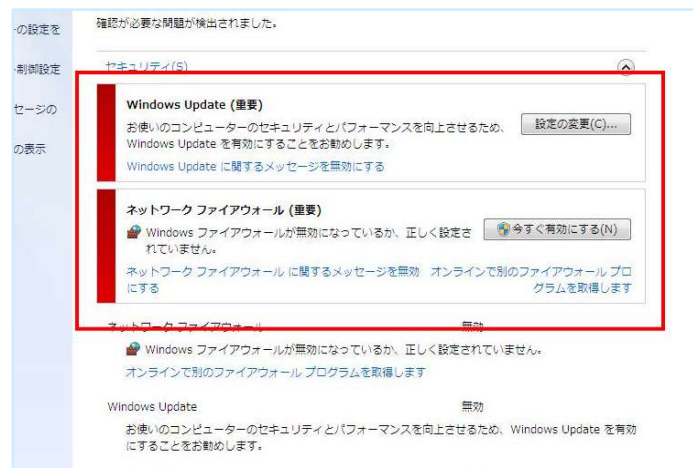 の設定を
確認が必要な問題が検出されました。
制御設定
セキュリティ(S)
セージの
の表示
Windows Update (重要)
お使いのコンピューターのセキュリティとパフォーマンスを向上させるため、
Windows Update を有効にすることをお勧めします。
設定の変更(C)...
Windows Update に関するメッセージを無効にする
ネットワーク ファイアウォール (重要)
Windows ファイアウォールが無効になっているか、正しく設定さ
れていません。
今すぐ有効にする(N)
ネットワーク ファイアウォール に関するメッセージを無効
にする
オンラインで別のファイアウォール プロ
グラムを取得します
ネットワーク ファイアウォール 無効
Windows ファイアウォールが無効になっているか、正しく設定されていません。
オンラインで別のファイアウォール プログラムを取得します
Windows Update 無効
お使いのコンピューターのセキュリティとパフォーマンスを向上させるため、Windows Update を有効
にすることをお勧めします。